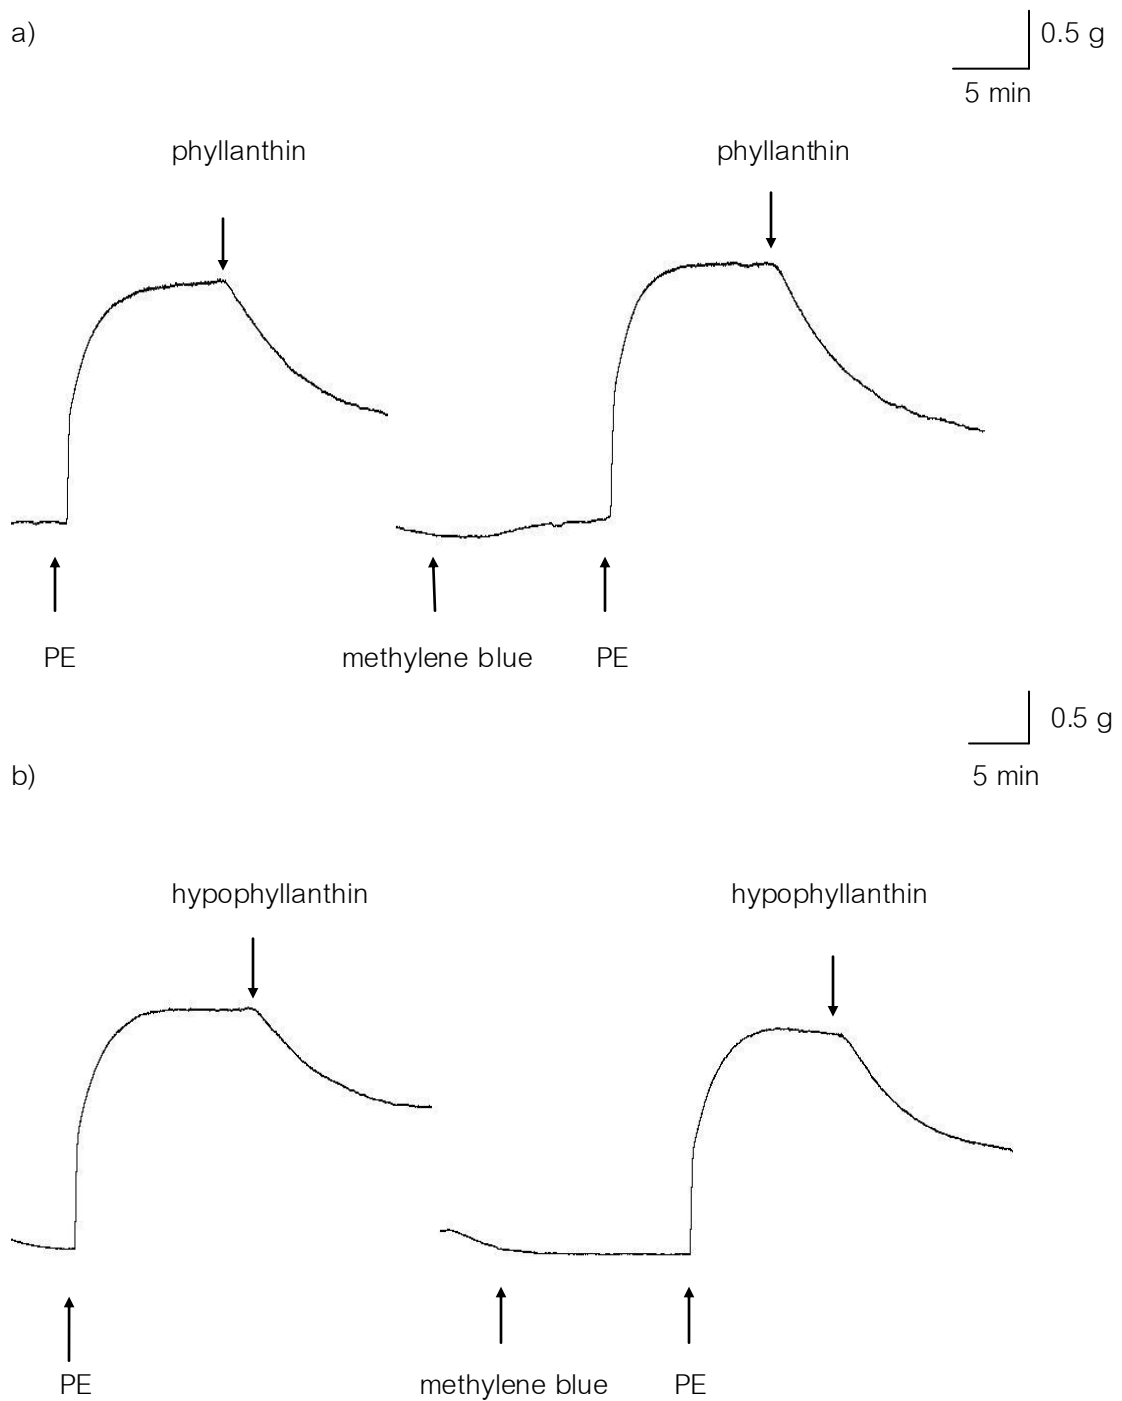 a)
0.5 g
5 min
phyllanthin phyllanthin
PE methylene blue PE
0.5 g
5 min
b)
hypophyllanthin hypophyllanthin
PE methylene blue PE